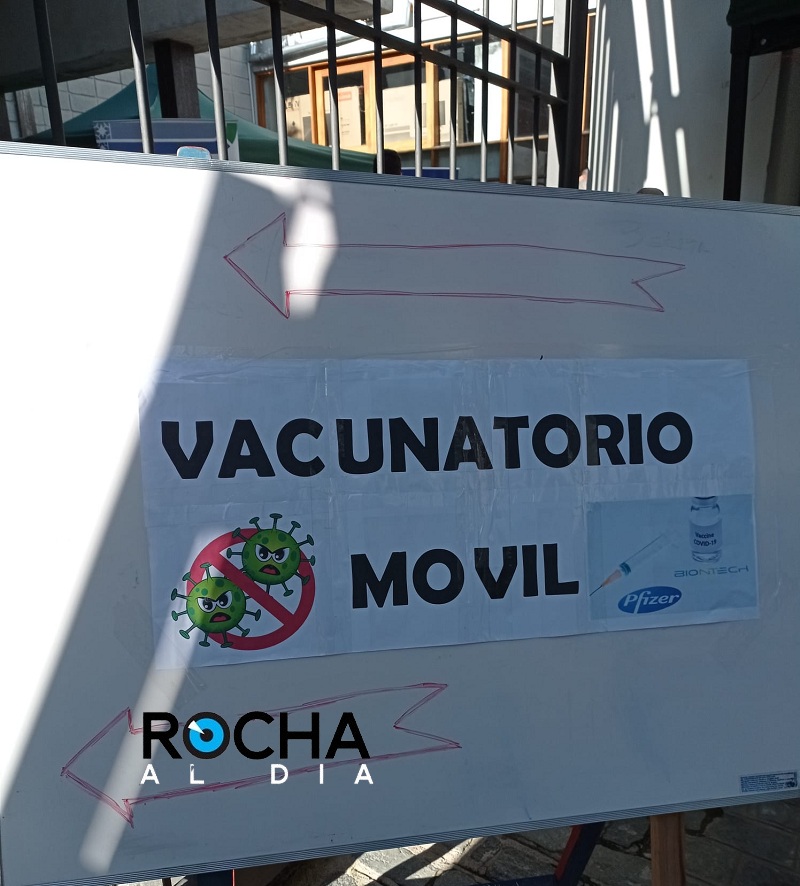 VACUNATORIO
MOVIL
Vaccine
COVID-19
BIONTECH
Pfizer
ROCHA
AL DIA